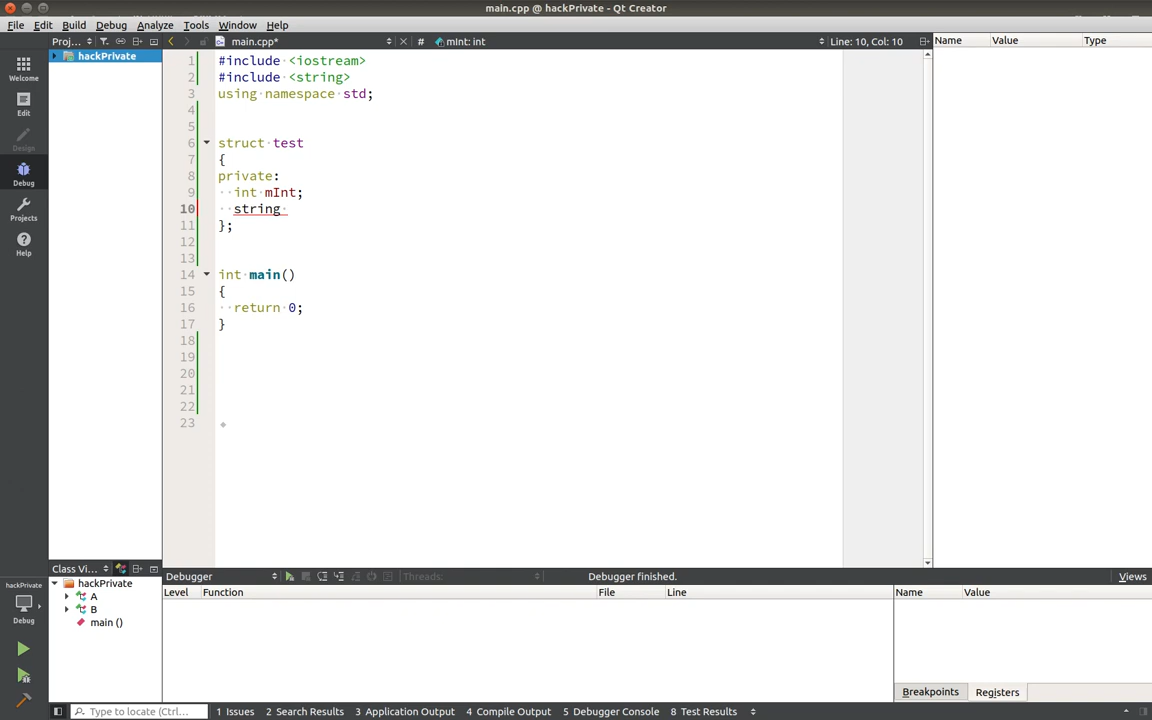 main.cpp @ hackPrivate - Qt Creator
File Edit Build Debug Analyze Tools Window Help
Proj... main.cpp* # mInt: int Line: 10, Col: 10 Name Value Type
hackPrivate
Welcome
Edit
Design
Debug
Projects
Help
1 #include <iostream>
2 #include <string>
3 using namespace std;
4
5
6 struct test
7 {
8 private:
9 int mInt;
10 string
11 };
12
13
14 int main()
15 {
16 return 0;
17 }
18
19
20
21
22
23
Class Vi...
hackPrivate
A
B
main ()
hackPrivate
Debug
Debugger Threads: Debugger finished. Views
Level Function File Line Name Value
Breakpoints Registers
Type to locate (Ctrl... 1 Issues 2 Search Results 3 Application Output 4 Compile Output 5 Debugger Console 8 Test Results